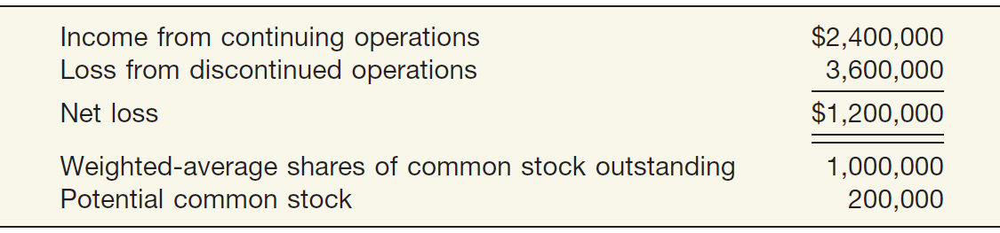 Income from continuing operations $2,400,000
Loss from discontinued operations 3,600,000
Net loss $1,200,000
Weighted-average shares of common stock outstanding 1,000,000
Potential common stock 200,000